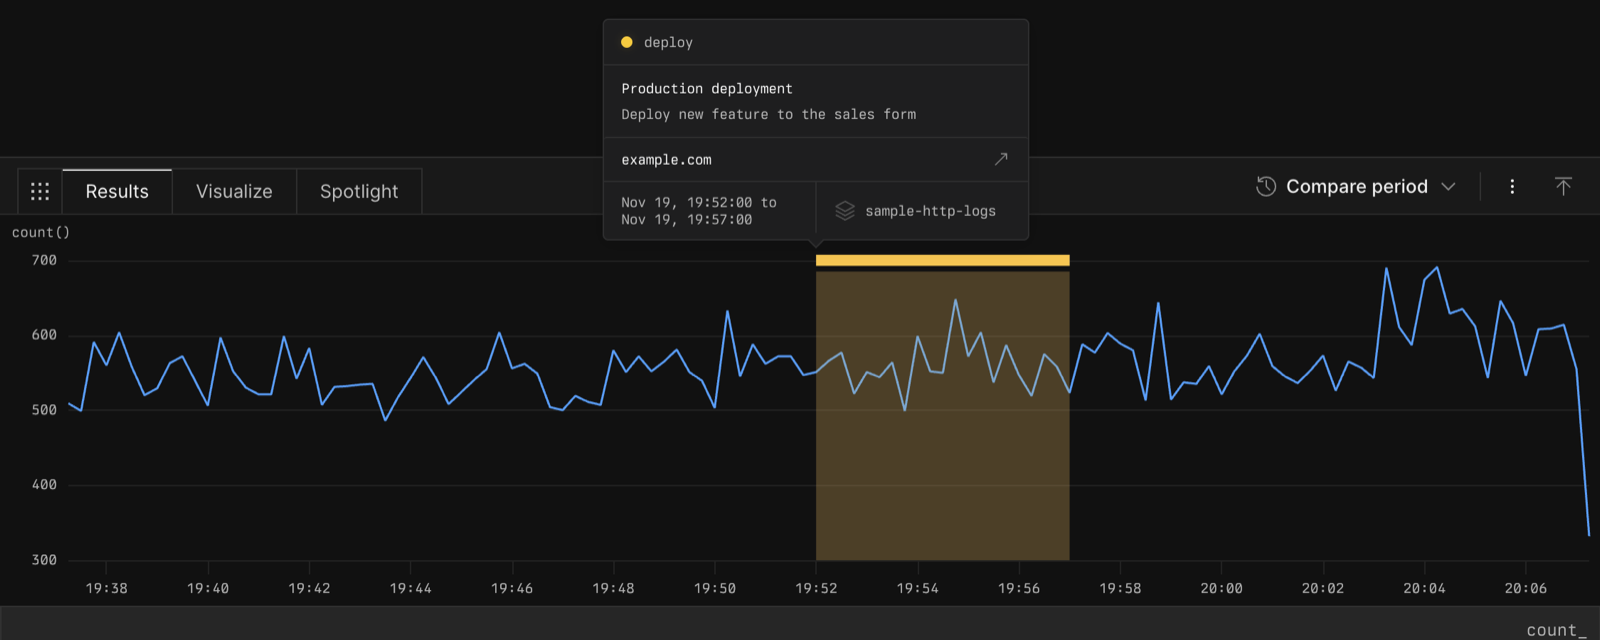 deploy
Production deployment
Deploy new feature to the sales form
example.com
Nov 19, 19:52:00 to
Nov 19, 19:57:00
sample-http-logs
Results
Visualize
Spotlight
Compare period
count()
700
600
500
400
300
19:38
19:40
19:42
19:44
19:46
19:48
19:50
19:52
19:54
19:56
19:58
20:00
20:02
20:04
20:06
count_